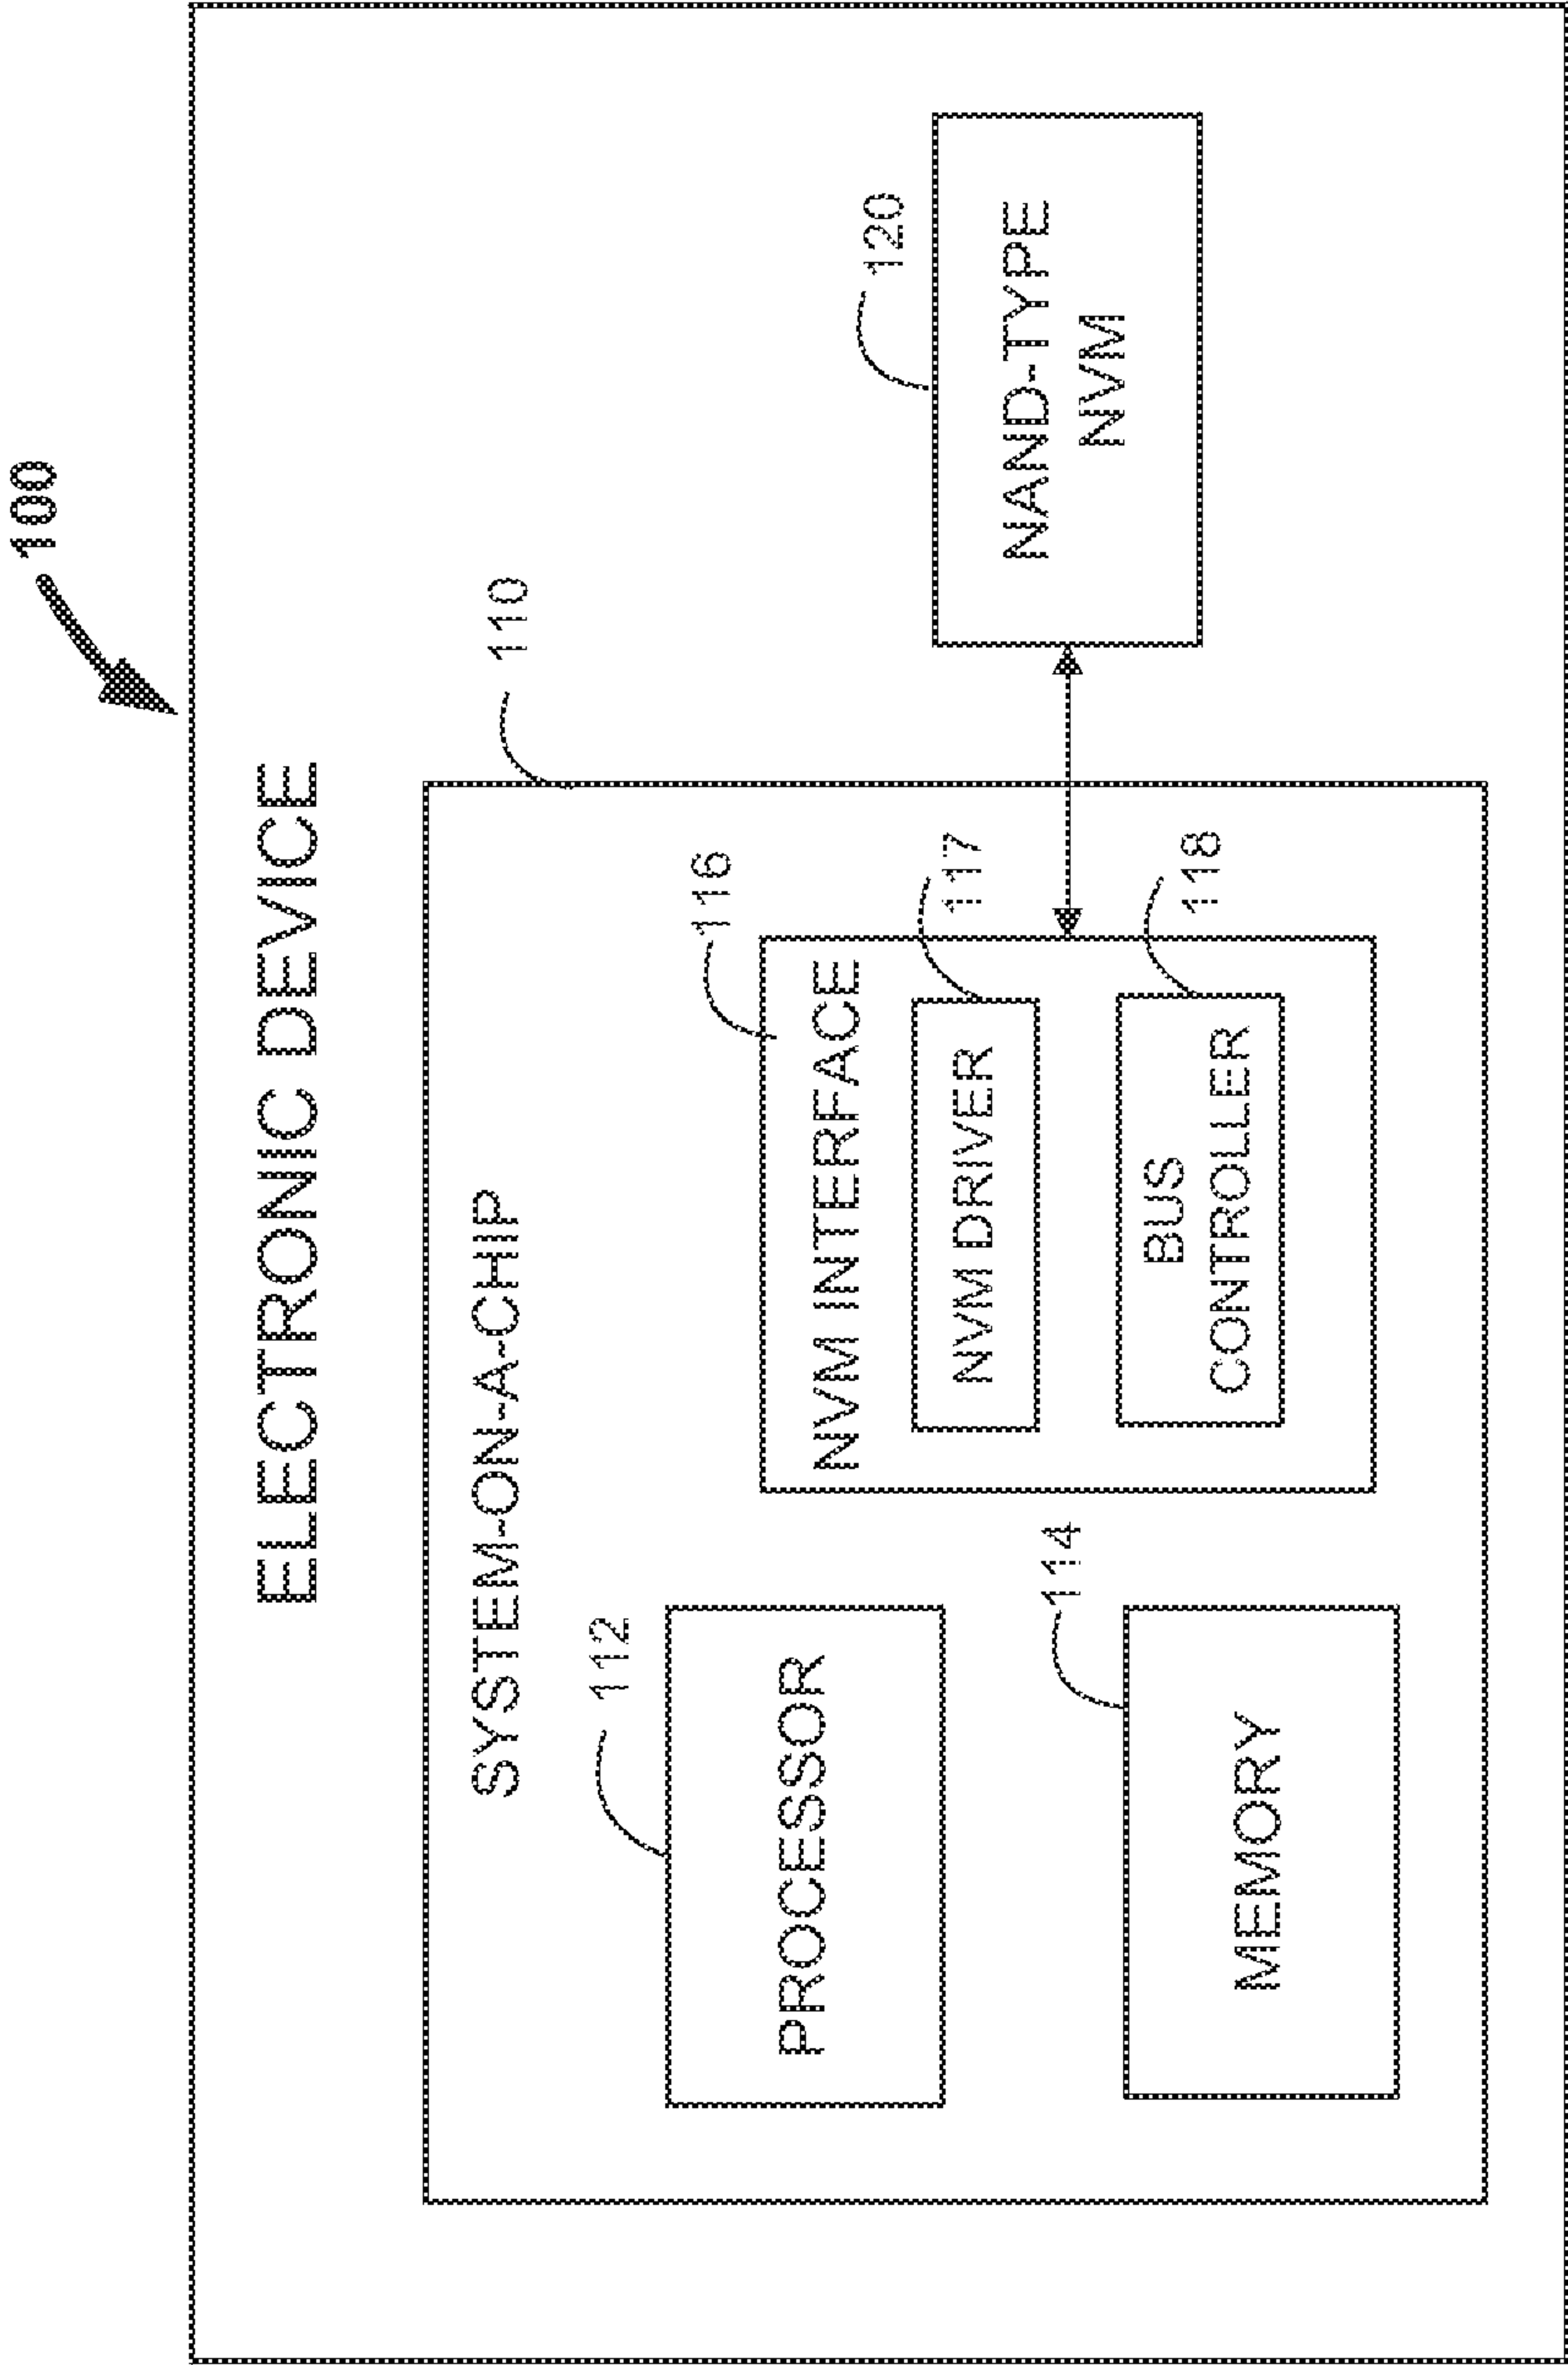 100
ELECTRONIC DEVICE
110
SYSTEM-ON-A-CHIP
112
PROCESSOR
114
MEMORY
116
NVM INTERFACE
117
NVM DRIVER
118
BUS
CONTROLLER
120
NAND-TYPE
NVM